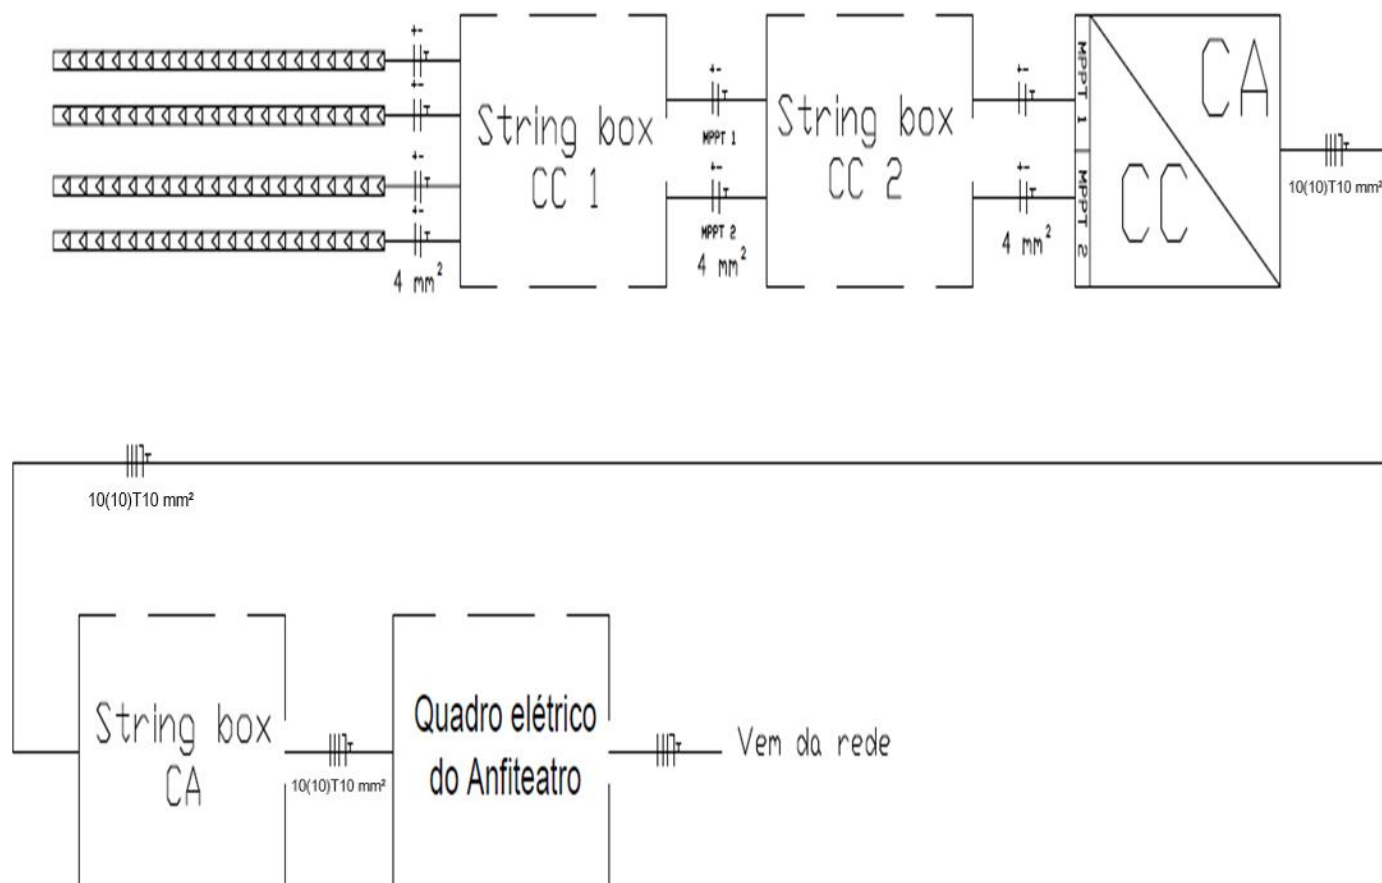 +-
+-
+-
+-
4 mm²
String box
CC 1
+-
MPPT 1
+-
MPPT 2
4 mm²
String box
CC 2
+-
+-
4 mm²
MPPT 1
MPPT 2
CA
CC
T
10(10)T10 mm²
T
10(10)T10 mm²
String box
CA
T
10(10)T10 mm²
Quadro elétrico
do Anfiteatro
T
Vem da rede